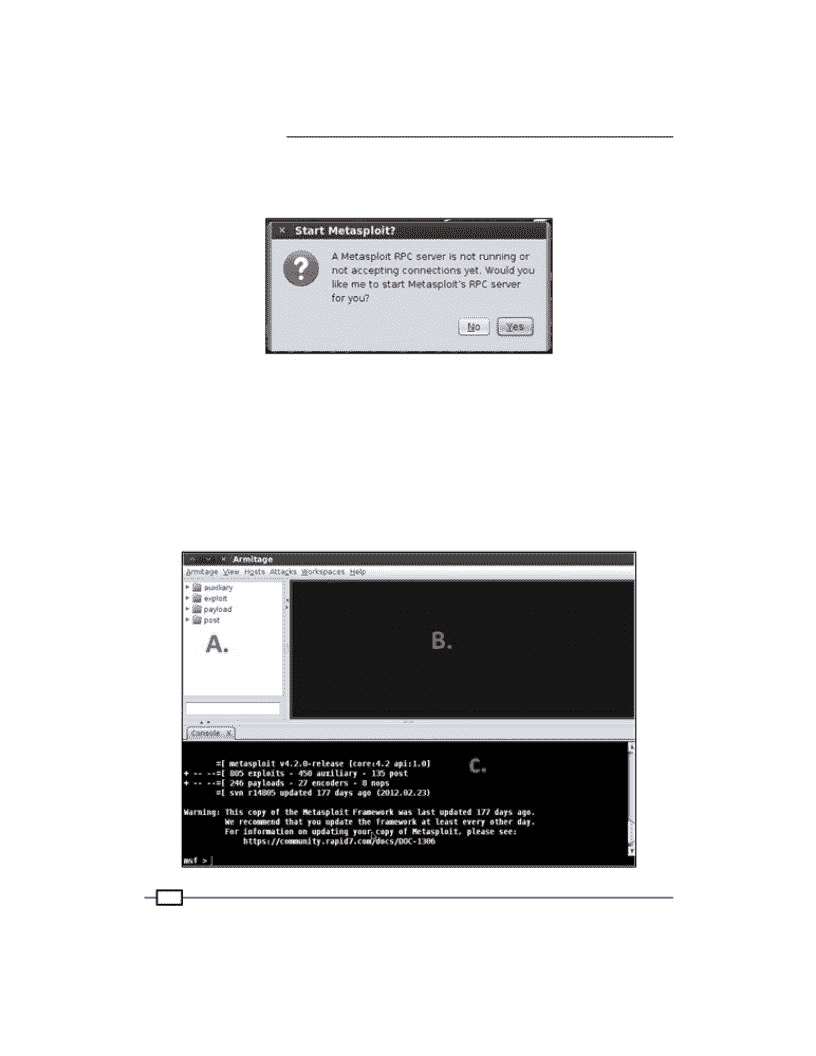 Start Metasploit?
A Metasploit RPC server is not running or
not accepting connections yet. Would you
like me to start Metasploit's RPC server
for you?
No Yes
Armitage
Armitage View Hosts Attacks Workspaces Help
auxiliary
exploit
payload
post
A.
B.
Console X
C.
=[ metasploit v4.2.0-release [core:4.2 api:1.0]
+ -- --=[ 805 exploits - 450 auxiliary - 135 post
+ -- --=[ 246 payloads - 27 encoders - 8 nops
=[ svn r14805 updated 177 days ago (2012.02.23)
Warning: This copy of the Metasploit Framework was last updated 177 days ago.
We recommend that you update the framework at least every other day.
For information on updating your copy of Metasploit, please see:
https://community.rapid7.com/docs/DOC-1306
msf >